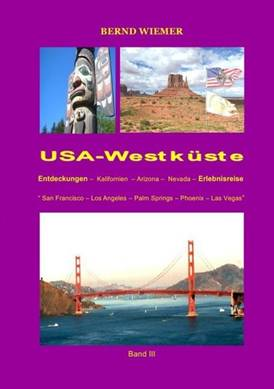 BERND WIEMER
USA-Westküste
Entdeckungen – Kalifornien – Arizona – Nevada – Erlebnisreise
" San Francisco – Los Angeles – Palm Springs – Phoenix – Las Vegas"
Band III